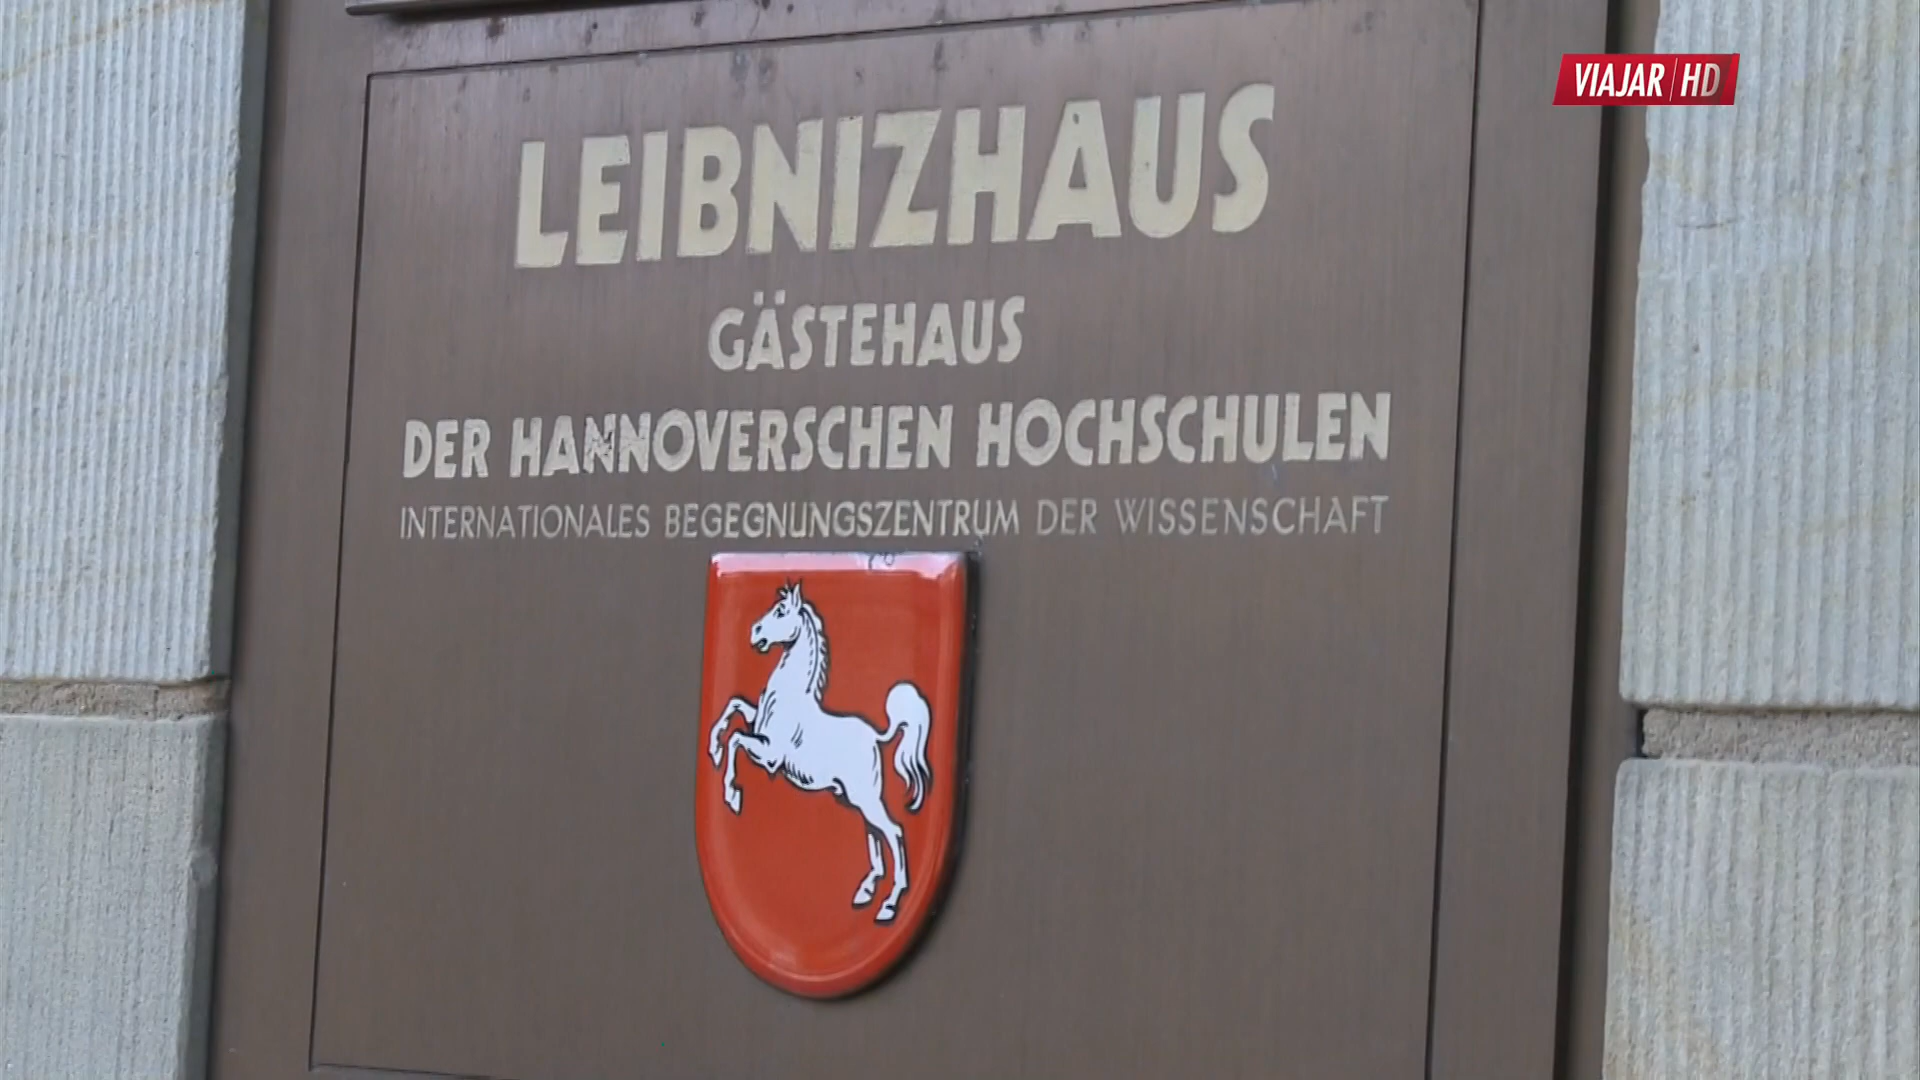 VIAJAR HD
LEIBNIZHAUS
GÄSTEHAUS
DER HANNOVERSCHEN HOCHSCHULEN
INTERNATIONALES BEGEGNUNGSZENTRUM DER WISSENSCHAFT